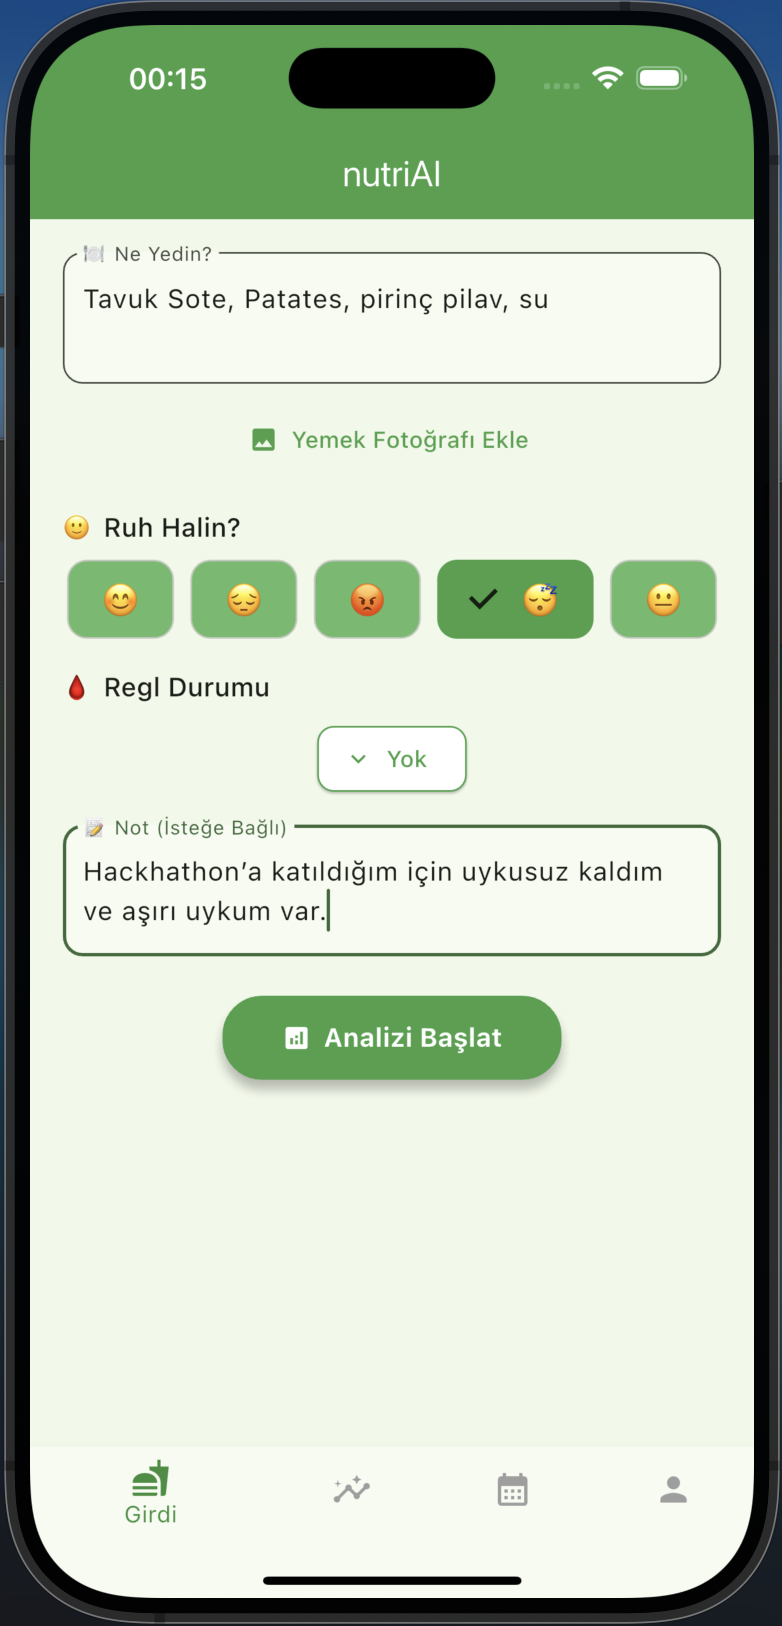 00:15
nutriAI
🍽️ Ne Yedin?
Tavuk Sote, Patates, pirinç pilav, su
Yemek Fotoğrafı Ekle
🙂 Ruh Halin?
🩸 Regl Durumu
Yok
📝 Not (İsteğe Bağlı)
Hackhathon’a katıldığım için uykusuz kaldım
ve aşırı uykum var.
Analizi Başlat
Girdi